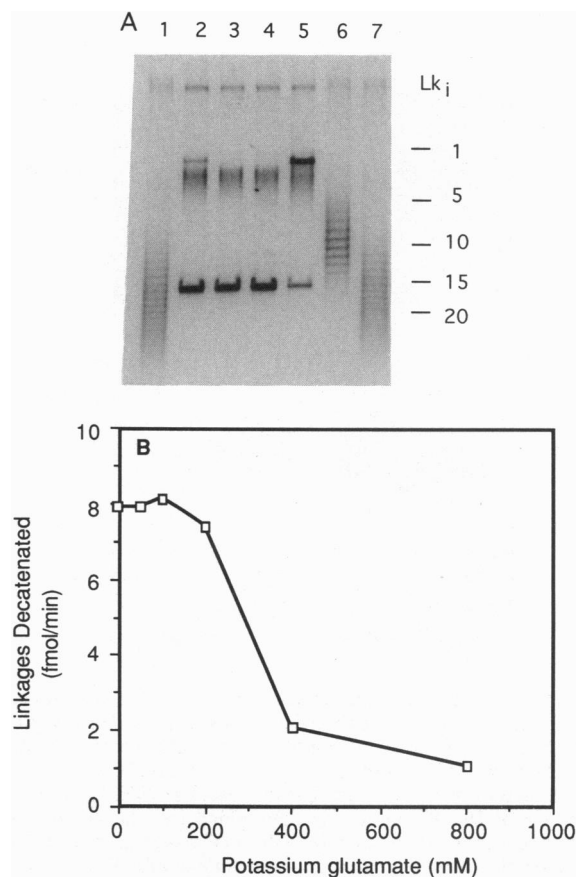 A 1 2 3 4 5 6 7
Lk i
1
5
10
15
20
B
10
8
6
4
2
0
Linkages Decatenated
(fmol/min)
0 200 400 600 800 1000
Potassium glutamate (mM)